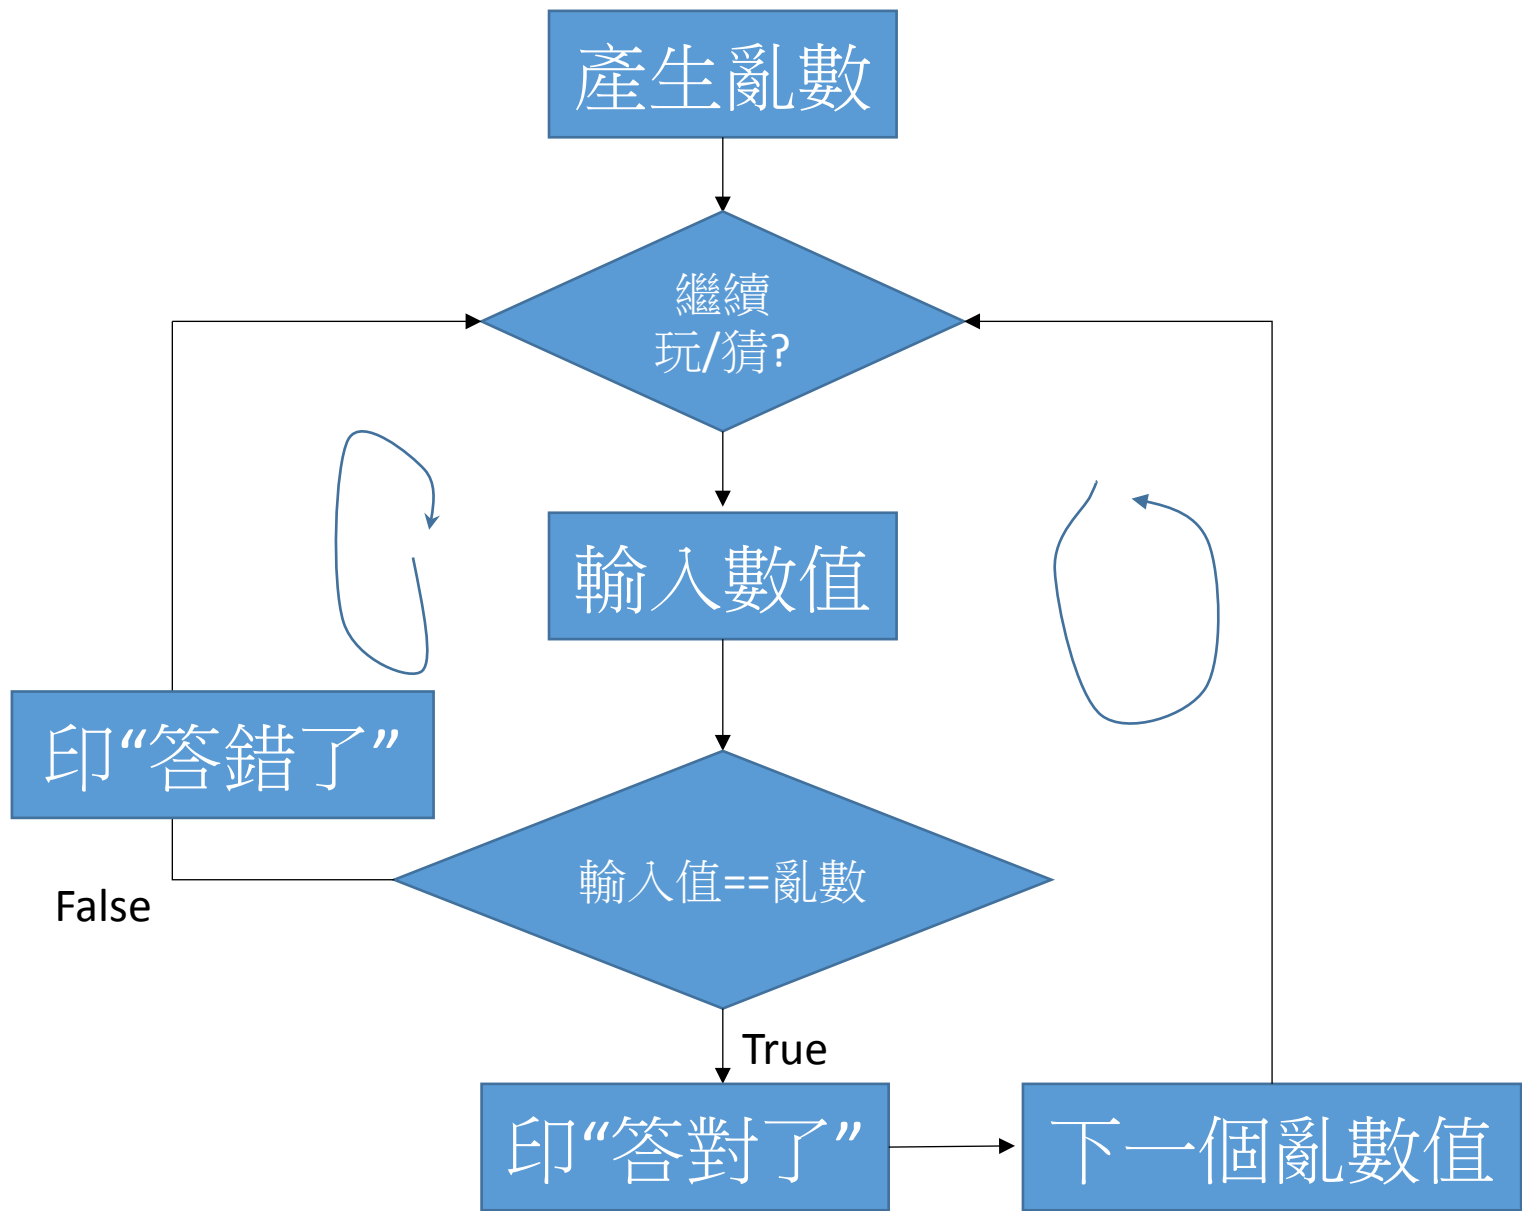 產生亂數
繼續
玩/猜?
輸入數值
印“答錯了”
輸入值==亂數
False
True
印“答對了”
下一個亂數值